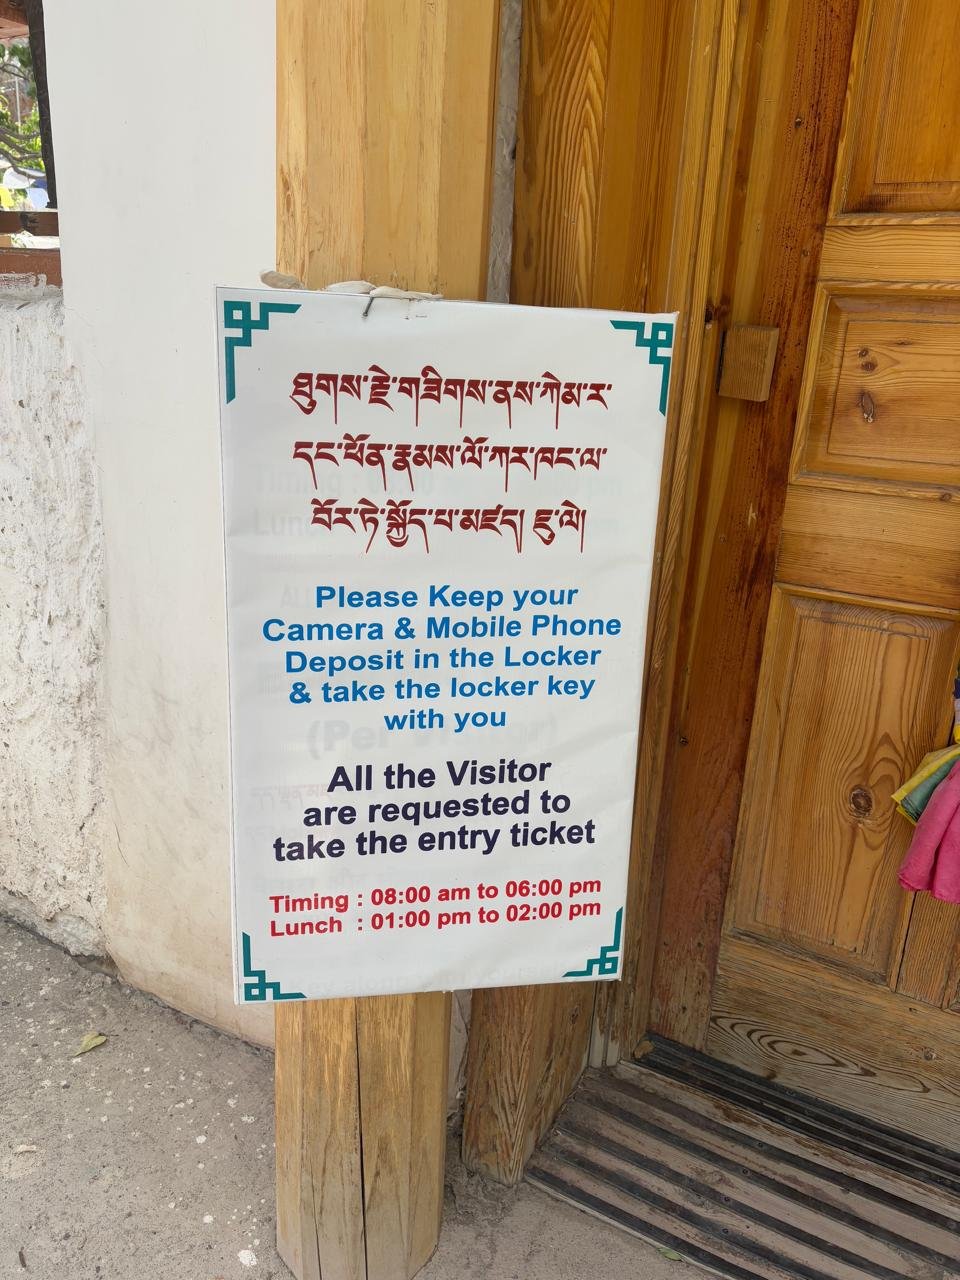 ཐུགས་རྗེ་གཟིགས་ནས་ཀེམ་ར་
དང་ཕོན་རྣམས་ལོ་ཀར་ཁང་ལ་
བོར་ཏེ་སྐྱོད་པ་མཛད། ཇུ་ལེ།
Please Keep your
Camera & Mobile Phone
Deposit in the Locker
& take the locker key
with you
All the Visitor
are requested to
take the entry ticket
Timing : 08:00 am to 06:00 pm
Lunch : 01:00 pm to 02:00 pm